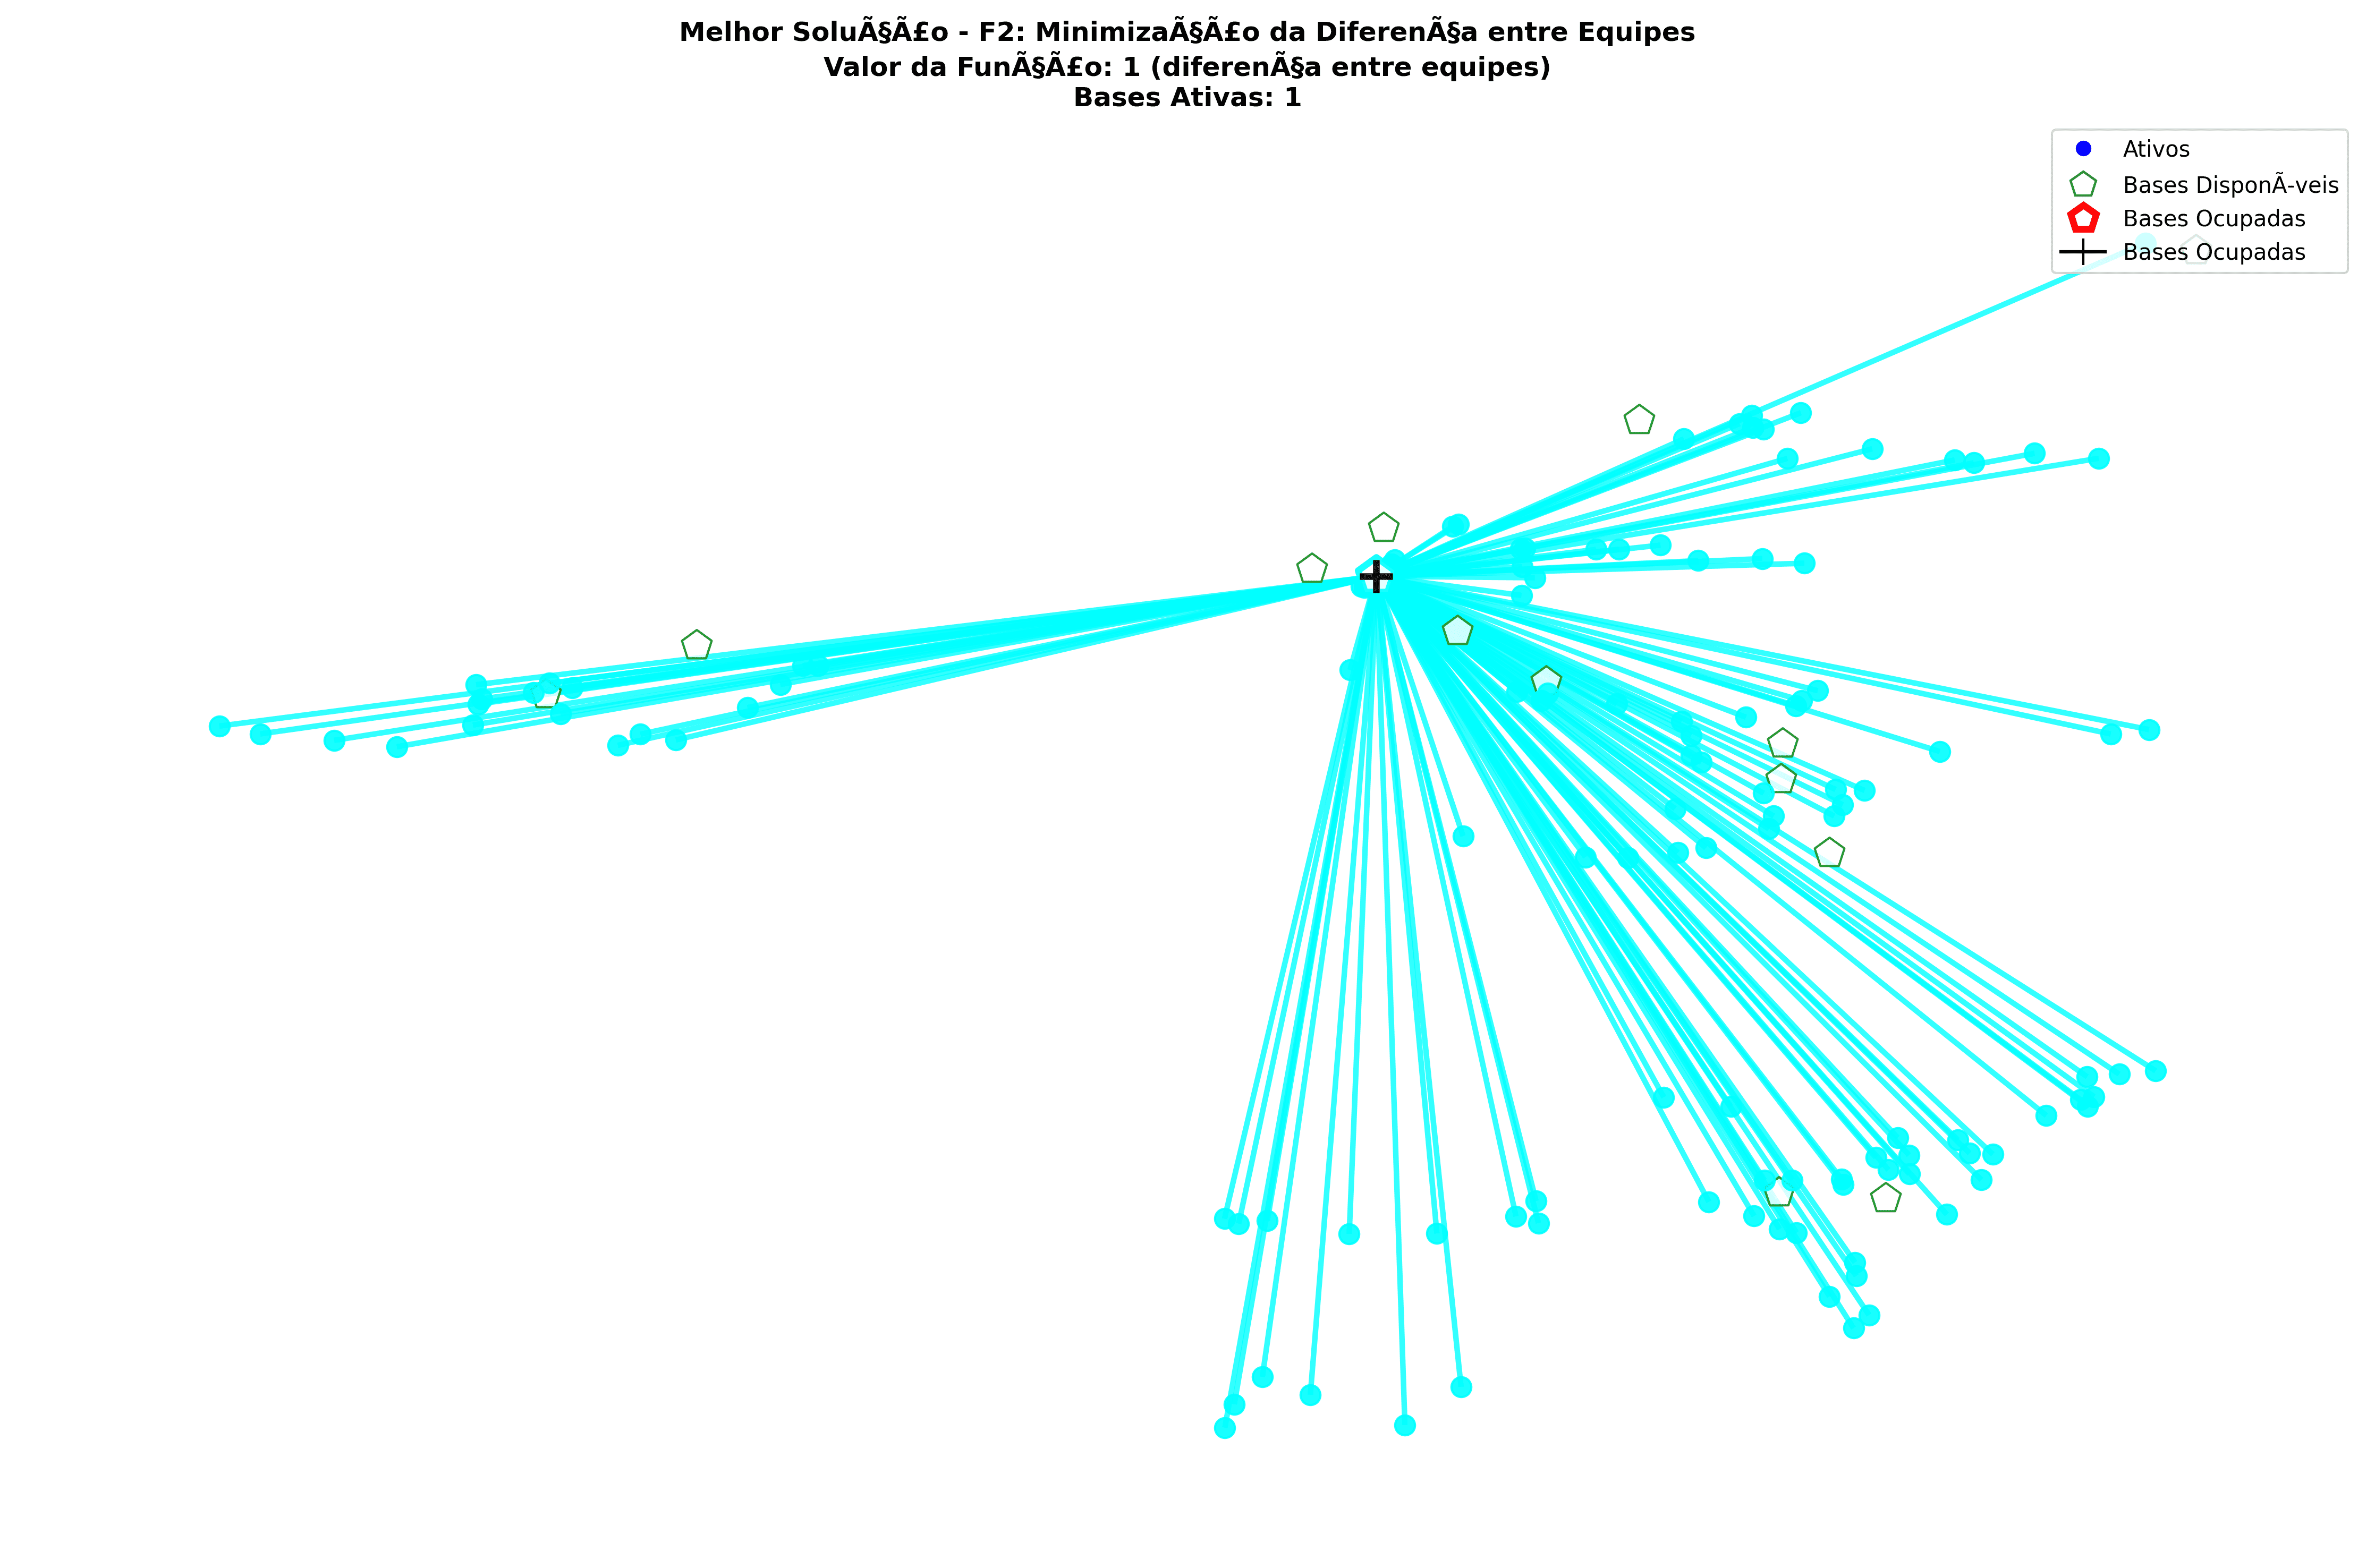 Melhor SoluÃ§Ã£o - F2: MinimizaÃ§Ã£o da DiferenÃ§a entre Equipes
Valor da FunÃ§Ã£o: 1 (diferenÃ§a entre equipes)
Bases Ativas: 1
Ativos
Bases DisponÃ-veis
Bases Ocupadas
Bases Ocupadas